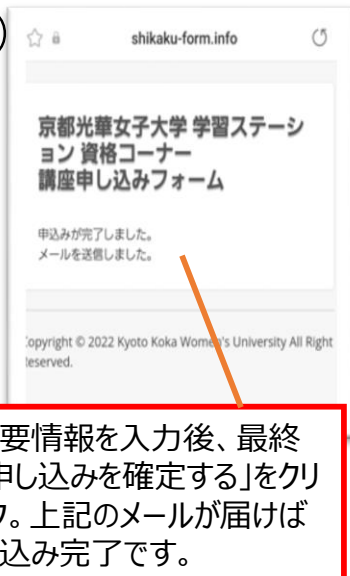 shikaku-form.info
京都光華女子大学 学習ステーシ
ョン 資格コーナー
講座申し込みフォーム
申込みが完了しました。
メールを送信しました。
opyright © 2022 Kyoto Koka Women's University All Right
eserved.
要情報を入力後、最終
申し込みを確定する」をクリ
ク。上記のメールが届けば
込み完了です。